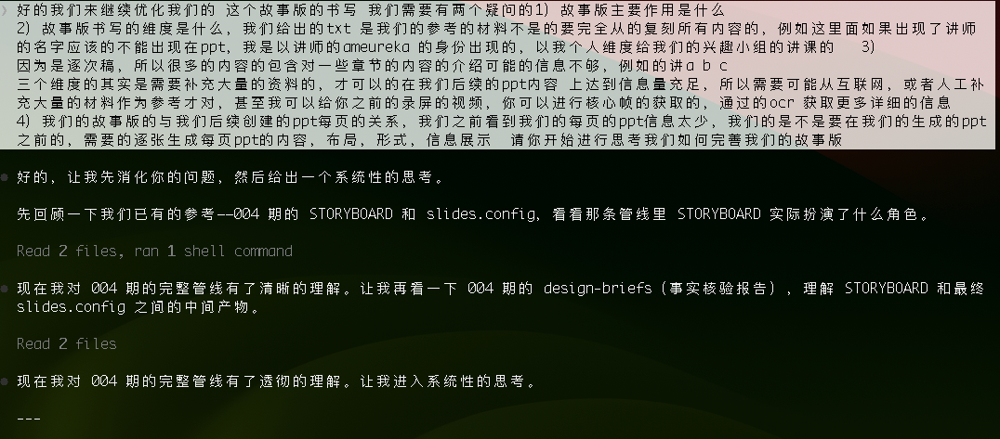 好的我们来继续优化我们的 这个故事版的书写 我们需要有两个疑问的1) 故事版主要作用是什么
2) 故事版书写的维度是什么, 我们给出的txt 是我们的参考的材料不是的要完全从的复刻所有内容的, 例如这里面如果出现了讲师
的名字应该的不能出现在ppt, 我是以讲师的ameureka 的身份出现的, 以我个人维度给我们的兴趣小组的讲课的 3)
因为是逐次稿, 所以很多的内容的包含对一些章节的内容的介绍可能的信息不够, 例如的讲a b c
三个维度的其实是需要补充大量的资料的, 才可以的在我们后续的ppt内容 上达到信息量充足, 所以需要可能从互联网, 或者人工补
充大量的材料作为参考才对, 甚至我可以给你之前的录屏的视频, 你可以进行核心帧的获取的, 通过的ocr 获取更多详细的信息
4) 我们的故事版的与我们后续创建的ppt每页的关系, 我们之前看到我们的每页的ppt信息太少, 我们的是不是要在我们的生成的ppt
之前的, 需要的逐张生成每页ppt的内容, 布局, 形式, 信息展示 请你开始进行思考我们如何完善我们的故事版
● 好的, 让我先消化你的问题, 然后给出一个系统性的思考。
先回顾一下我们已有的参考——004 期的 STORYBOARD 和 slides.config, 看看那条管线里 STORYBOARD 实际扮演了什么角色。
Read 2 files, ran 1 shell command
● 现在我对 004 期的完整管线有了清晰的理解。让我再看一下 004 期的 design-briefs (事实核验报告) , 理解 STORYBOARD 和最终
slides.config 之间的中间产物。
Read 2 files
● 现在我对 004 期的完整管线有了透彻的理解。让我进入系统性的思考。
---